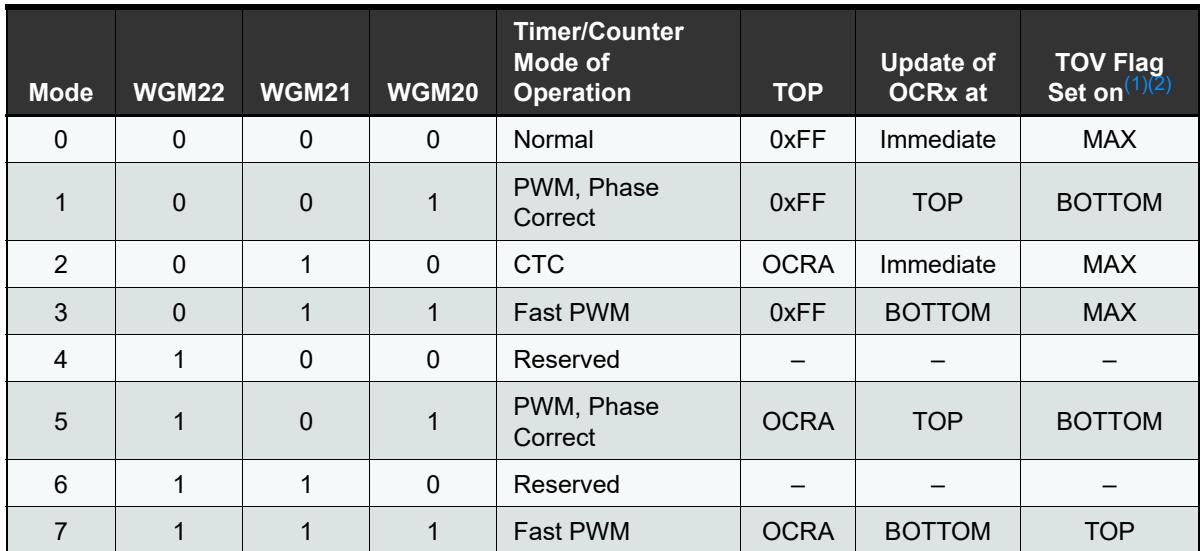 Mode WGM22 WGM21 WGM20 Timer/Counter Mode of Operation TOP Update of OCRx at TOV Flag Set on(1)(2)
0 0 0 0 Normal 0xFF Immediate MAX
1 0 0 1 PWM, Phase Correct 0xFF TOP BOTTOM
2 0 1 0 CTC OCRA Immediate MAX
3 0 1 1 Fast PWM 0xFF BOTTOM MAX
4 1 0 0 Reserved – – –
5 1 0 1 PWM, Phase Correct OCRA TOP BOTTOM
6 1 1 0 Reserved – – –
7 1 1 1 Fast PWM OCRA BOTTOM TOP